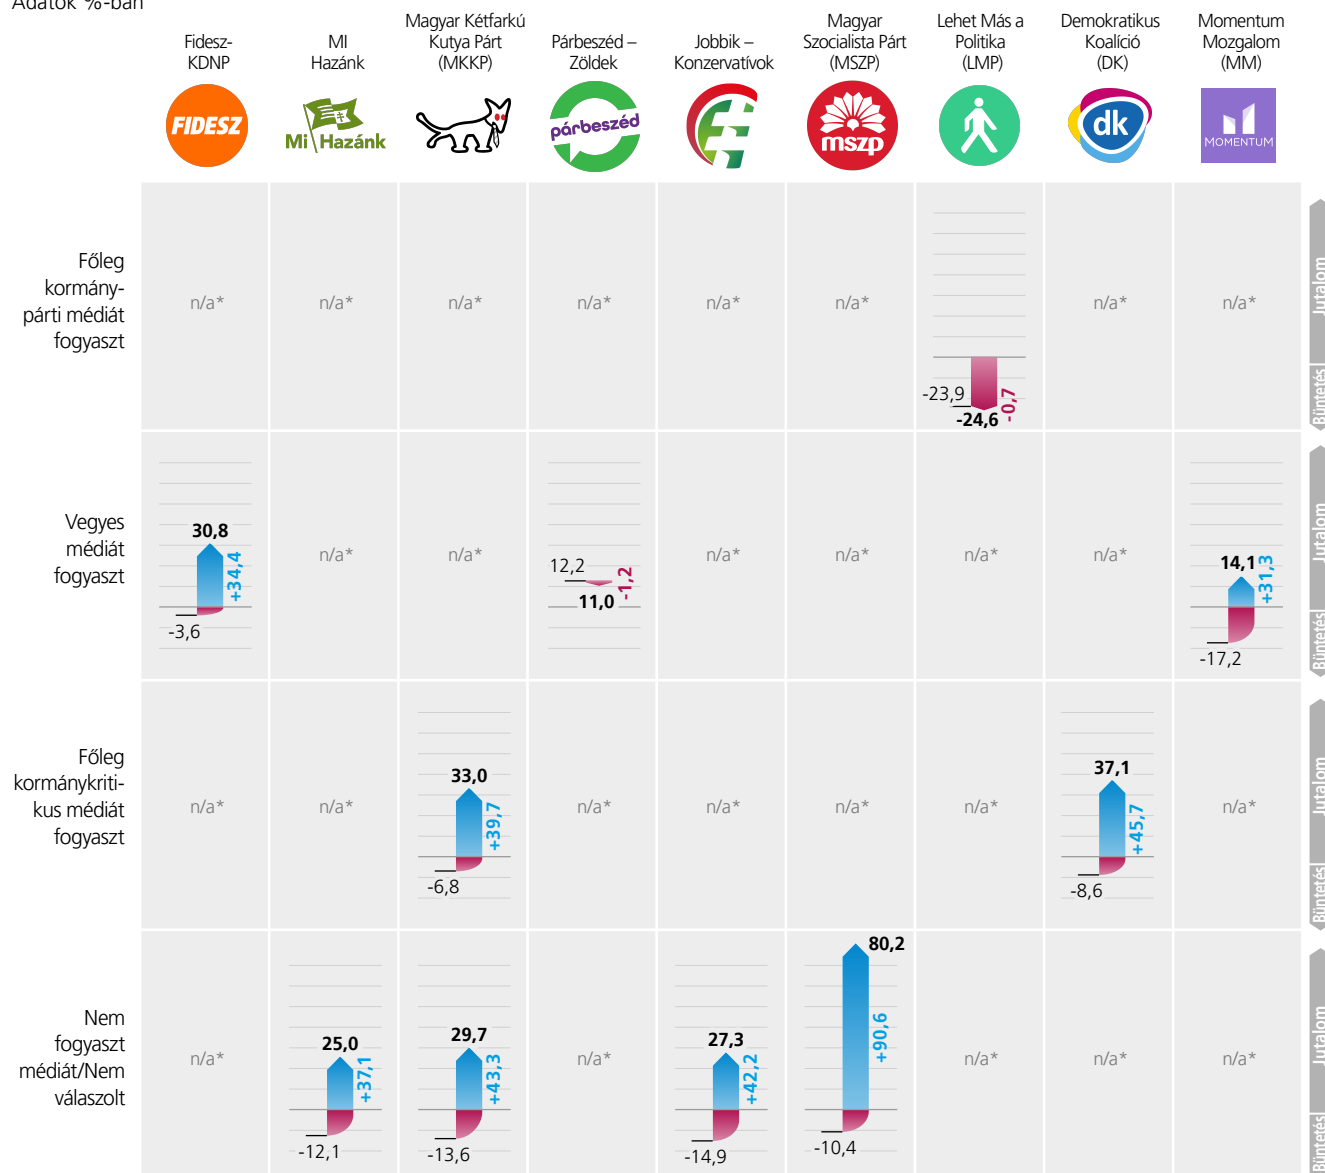 Adatok %-ban
Fidesz-
KDNP
MI
Hazánk
Magyar Kétfarkú
Kutya Párt
(MKKP)
Párbeszéd –
Zöldek
Jobbik –
Konzervatívok
Magyar
Szocialista Párt
(MSZP)
Lehet Más a
Politika
(LMP)
Demokratikus
Koalíció
(DK)
Momentum
Mozgalom
(MM)
FIDESZ
Mi Hazánk
párbeszéd
mszp
dk
MOMENTUM
Főleg
kormány-
párti médiát
fogyaszt
n/a*
n/a*
n/a*
n/a*
n/a*
n/a*
-23,9
-24,6
-0,7
n/a*
n/a*
Jutalom
Büntetés
Vegyes
médiát
fogyaszt
30,8
+34,4
-3,6
n/a*
n/a*
12,2
11,0
-1,2
n/a*
n/a*
n/a*
n/a*
14,1
+31,3
-17,2
Jutalom
Büntetés
Főleg
kormánykriti-
kus médiát
fogyaszt
n/a*
n/a*
33,0
+39,7
-6,8
n/a*
n/a*
n/a*
n/a*
37,1
+45,7
-8,6
n/a*
Jutalom
Büntetés
Nem
fogyaszt
médiát/Nem
válaszolt
n/a*
25,0
+37,1
-12,1
29,7
+43,3
-13,6
n/a*
27,3
+42,2
-14,9
80,2
+90,6
-10,4
n/a*
n/a*
n/a*
Jutalom
Büntetés